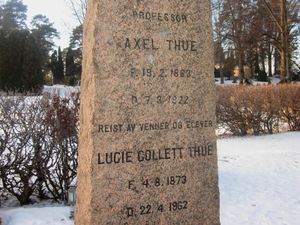 PROFESSOR
AXEL THUE
F. 19. 2. 1863
D. 7. 3. 1922
REIST AV VENNER OG ELEVER
LUCIE COLLETT THUE
F. 4. 8. 1873
D. 22. 4. 1962